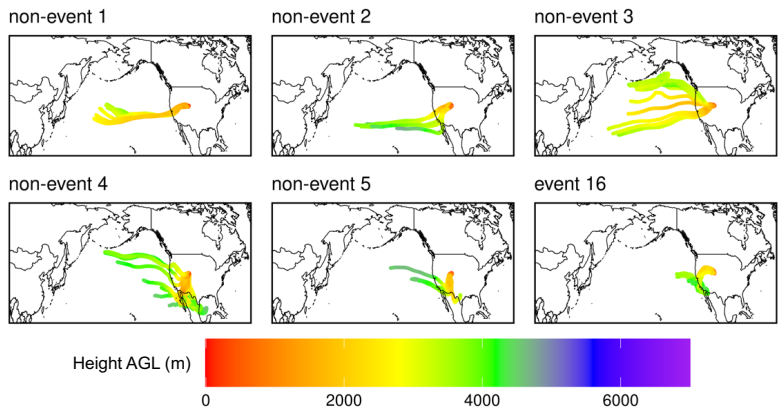 non-event 1 non-event 2 non-event 3
non-event 4 non-event 5 event 16
Height AGL (m)
0 2000 4000 6000